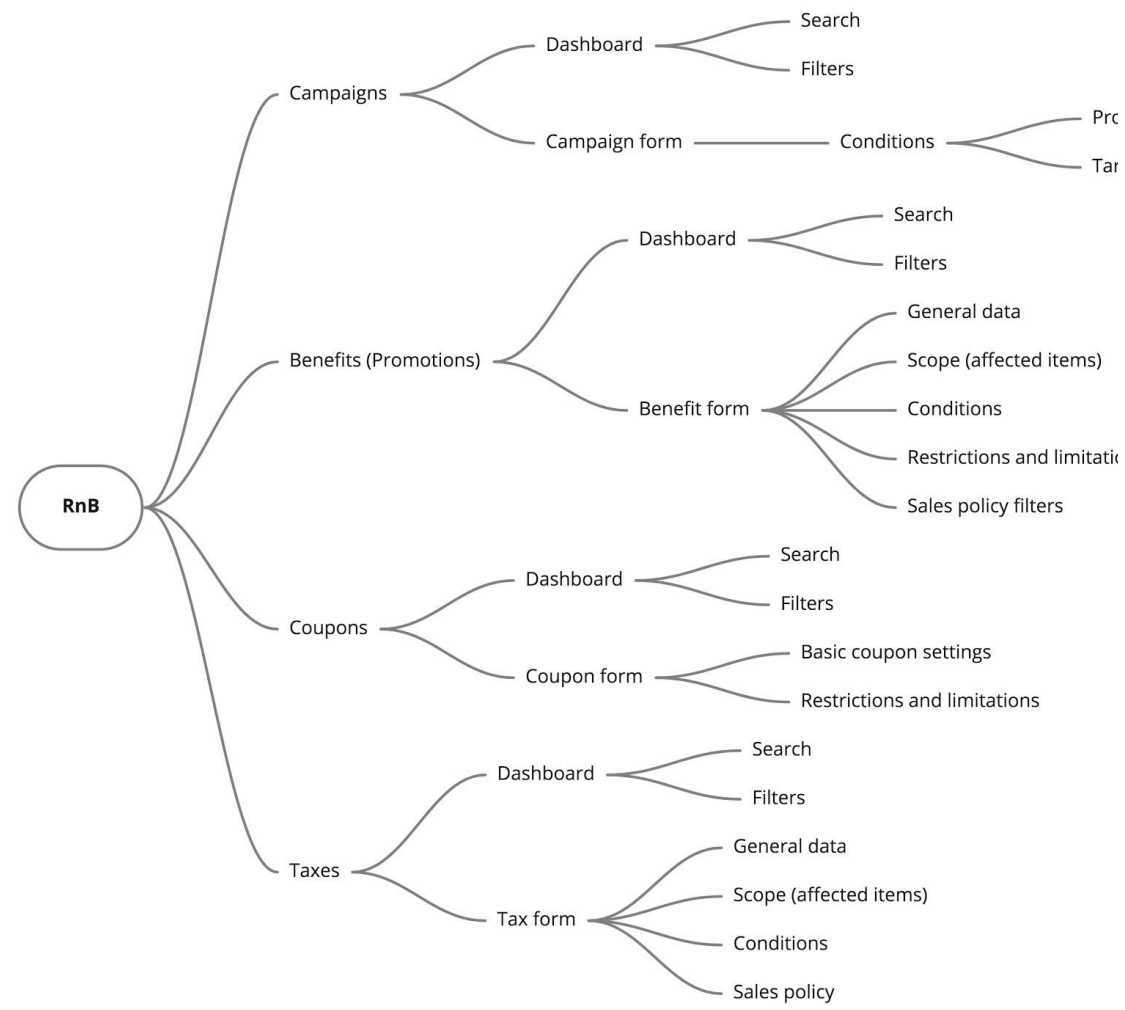 Search
Dashboard
Filters
Campaigns
Campaign form
Conditions
Search
Dashboard
Filters
General data
Benefits (Promotions)
Scope (affected items)
Benefit form
Conditions
Restrictions and
RnB
Sales policy filters
Search
Dashboard
Filters
Coupons
Basic coupon settings
Coupon form
Restrictions and limitations
Search
Dashboard
Filters
General data
Taxes
Scope (affected items)
Tax form
Conditions
Sales policy